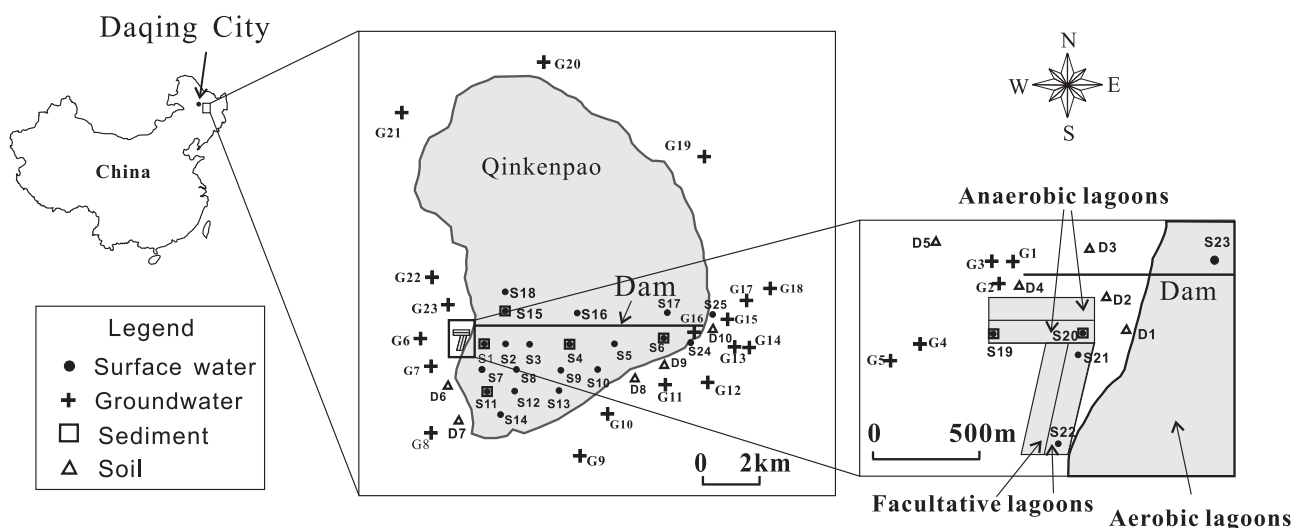 Daqing City
China
Legend
Surface water
Groundwater
Sediment
Soil
G20
G21
G19
Qinkenpao
G22
G18
G17
S18
Dam
G23
S17
S25
S15
S16
G15
G16
G6
D10
S1
S2
S3
S4
S5
S6
S24
G13
G14
G7
S7
S8
S9
S10
D9
D6
D8
G12
S11
S12
S13
G11
S14
D7
G10
G8
G9
0 2km
N
W E
S
Anaerobic lagoons
D5
G3
G1
D3
S23
G2
D4
D2
Dam
D1
S19
S20
G4
G5
S21
0 500m
S22
Facultative lagoons
Aerobic lagoons